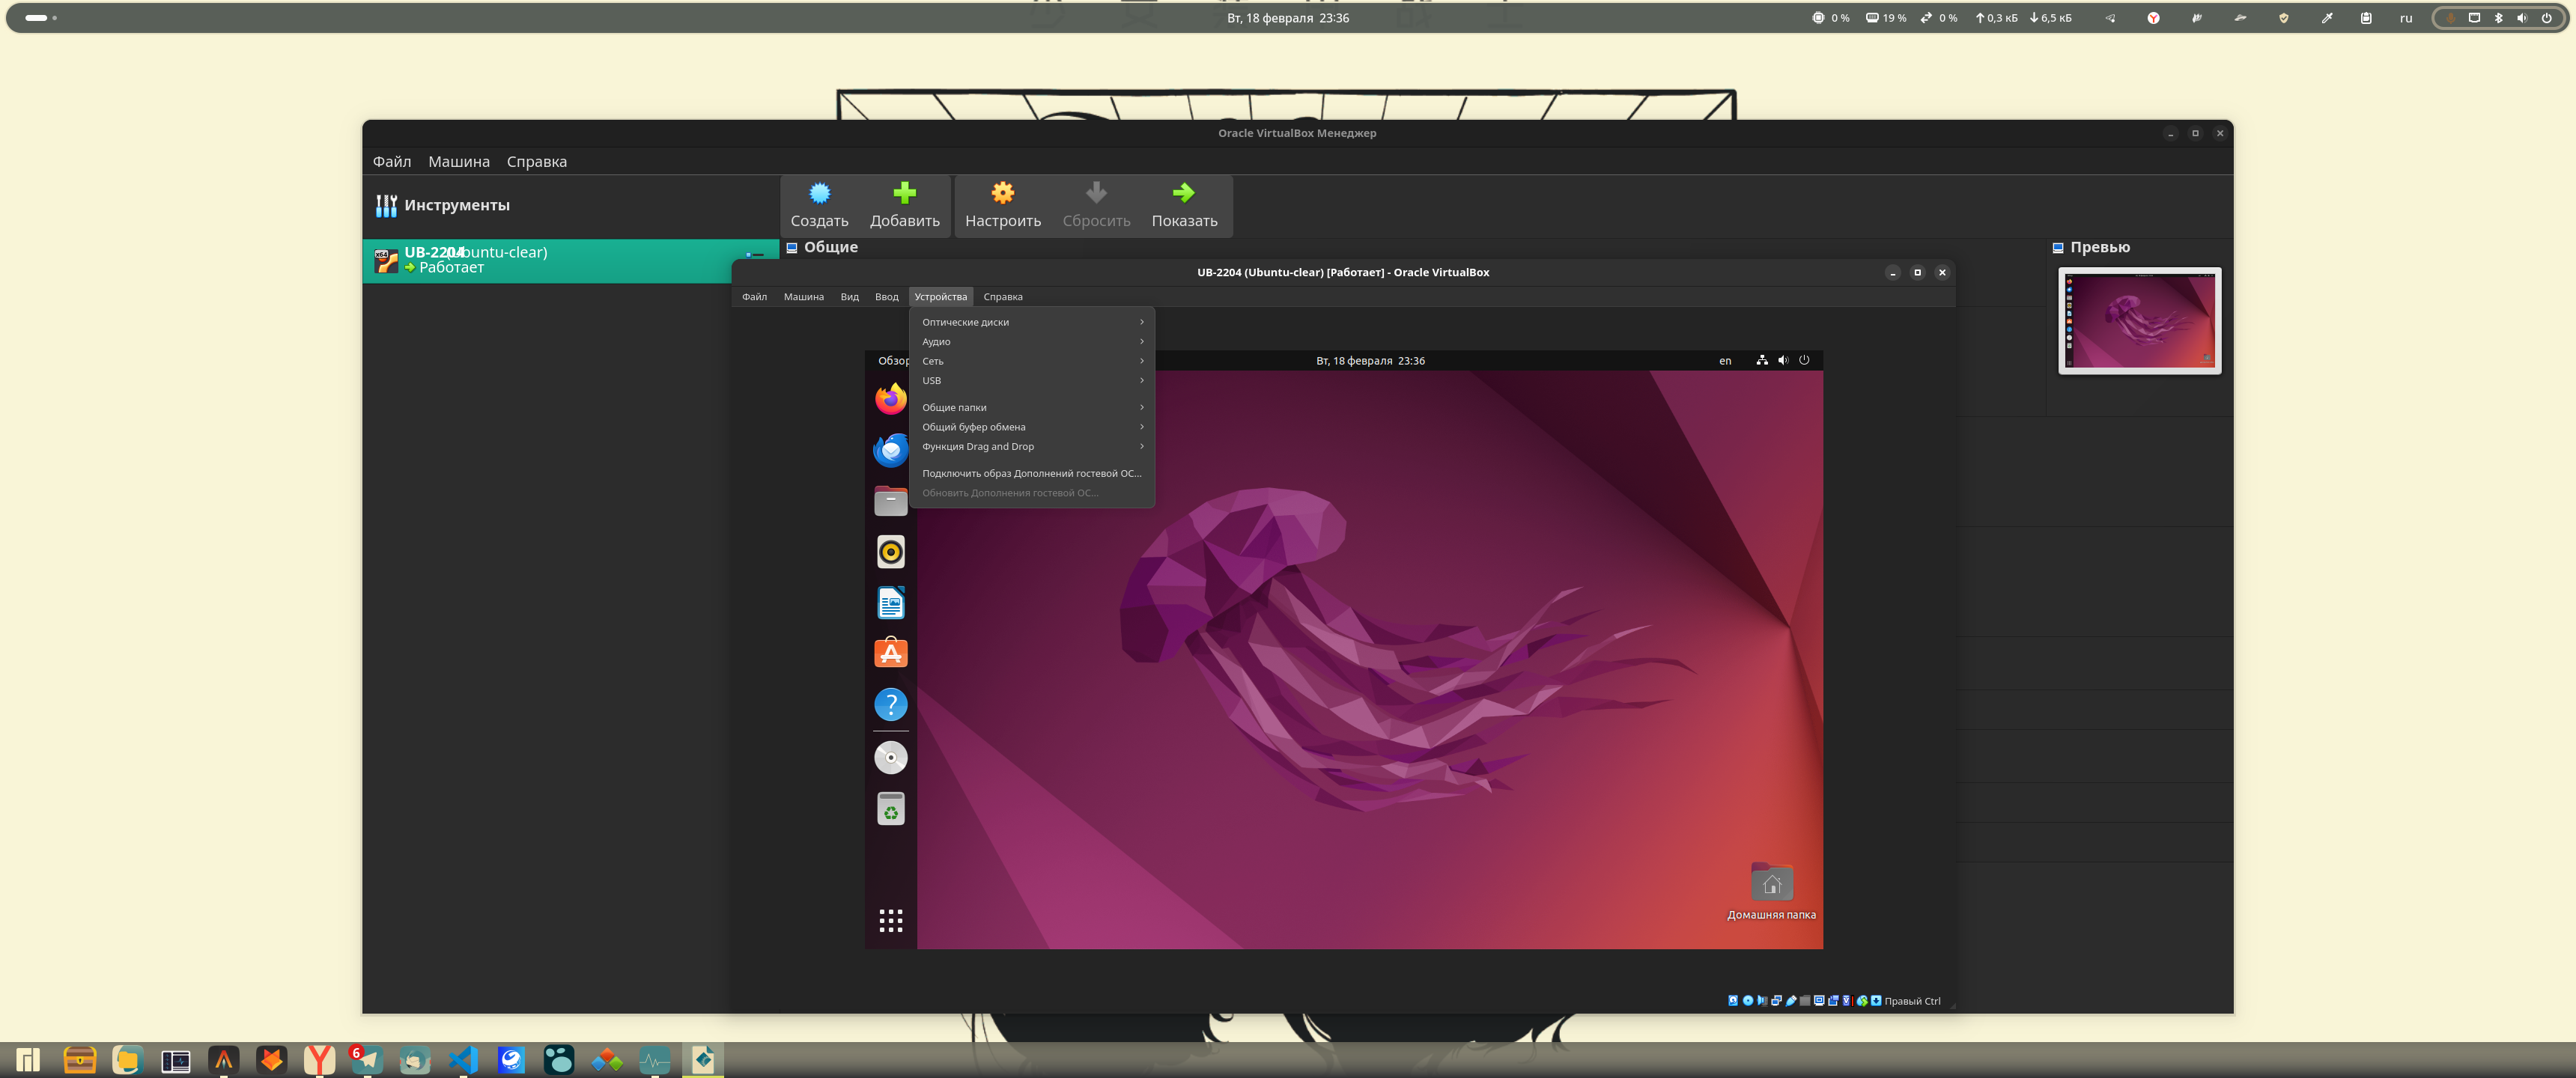 Вт, 18 февраля 23:36
0 % 19 % 0 % 0,3 кБ 6,5 кБ ru
Oracle VirtualBox Менеджер
Файл Машина Справка
Инструменты
Создать Добавить Настроить Сбросить Показать
UB-2204 (Ubuntu-clear)
Работает
Общие
Превью
UB-2204 (Ubuntu-clear) [Работает] - Oracle VirtualBox
Файл Машина Вид Ввод Устройства Справка
Оптические диски
Аудио
Сеть
USB
Общие папки
Общий буфер обмена
Функция Drag and Drop
Подключить образ Дополнений гостевой ОС...
Обновить Дополнения гостевой ОС...
Обзор
Вт, 18 февраля 23:36
en
Домашняя папка
Правый Ctrl
6